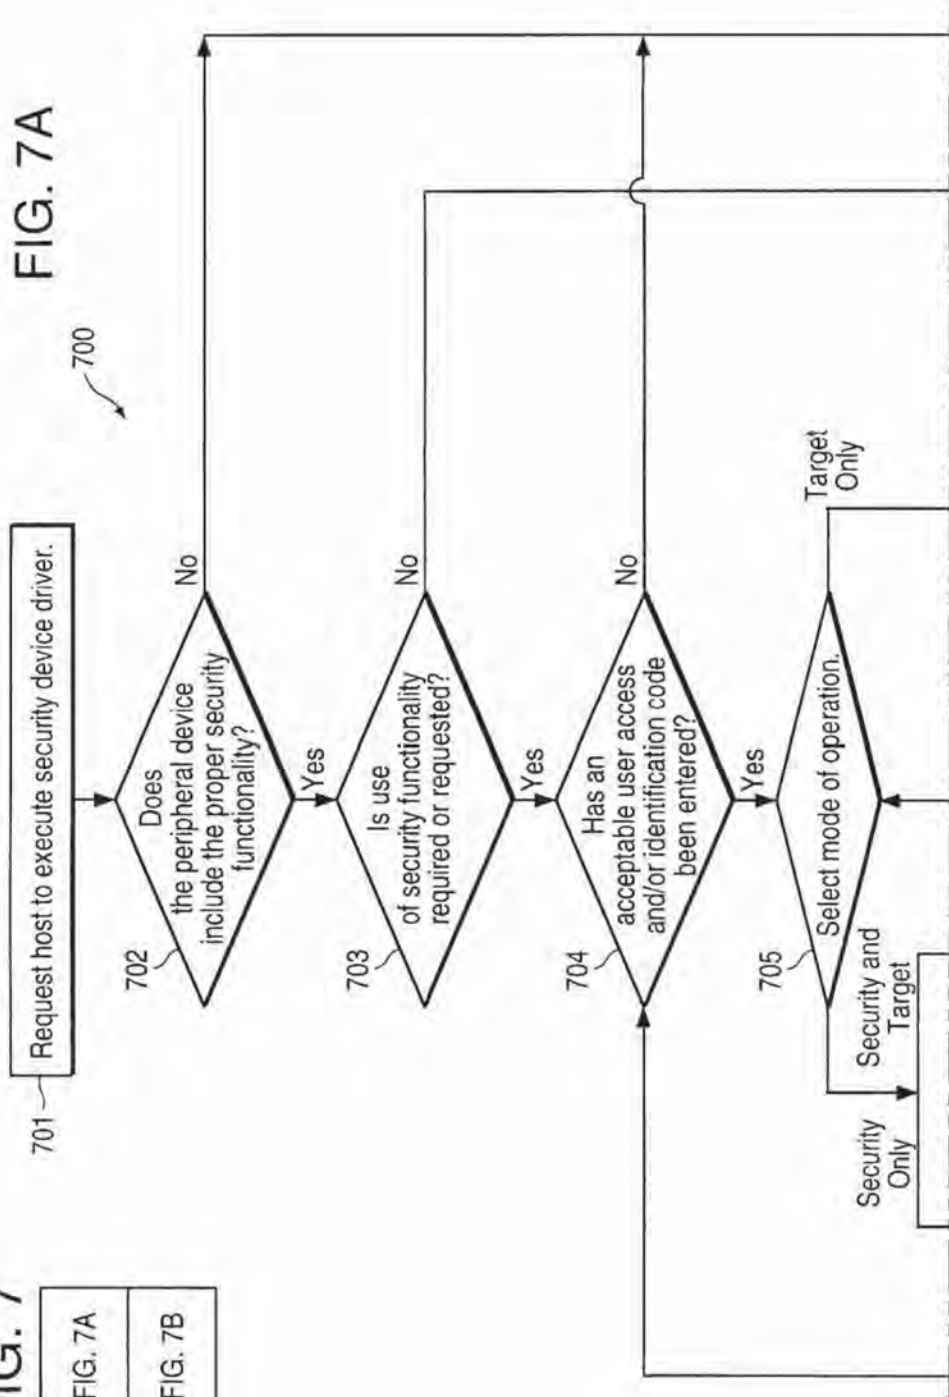 FIG. 7
FIG. 7A
FIG. 7B
FIG. 7A
700
701
Request host to execute security device driver.
702
Does
the peripheral device
include the proper security
functionality?
No
Yes
703
Is use
of security functionality
required or requested?
No
Yes
704
Has an
acceptable user access
and/or identification code
been entered?
No
Yes
705
Select mode of operation.
Security
Only
Security and
Target
Target
Only